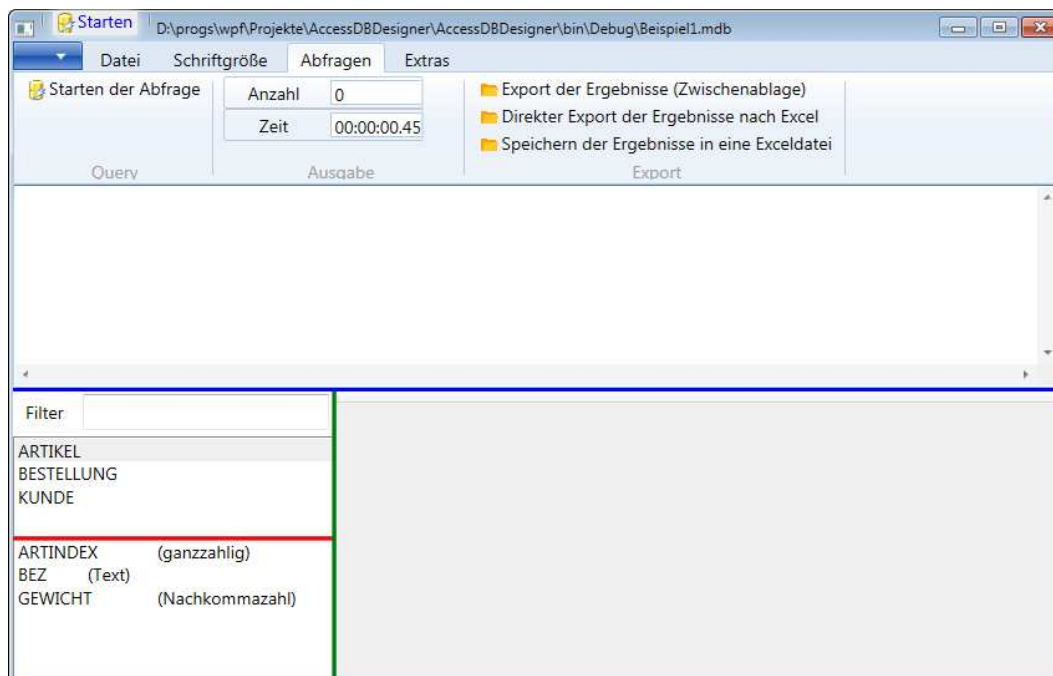 Starten D:\progs\wpf\Projekte\AccessDBDesigner\AccessDBDesigner\bin\Debug\Beispiel1.mdb
Datei Schriftgröße Abfragen Extras
Starten der Abfrage
Query
Anzahl 0
Zeit 00:00:00.45
Ausgabe
Export der Ergebnisse (Zwischenablage)
Direkter Export der Ergebnisse nach Excel
Speichern der Ergebnisse in eine Exceldatei
Export
Filter
ARTIKEL
BESTELLUNG
KUNDE
ARTINDEX (ganzzahlig)
BEZ (Text)
GEWICHT (Nachkommazahl)